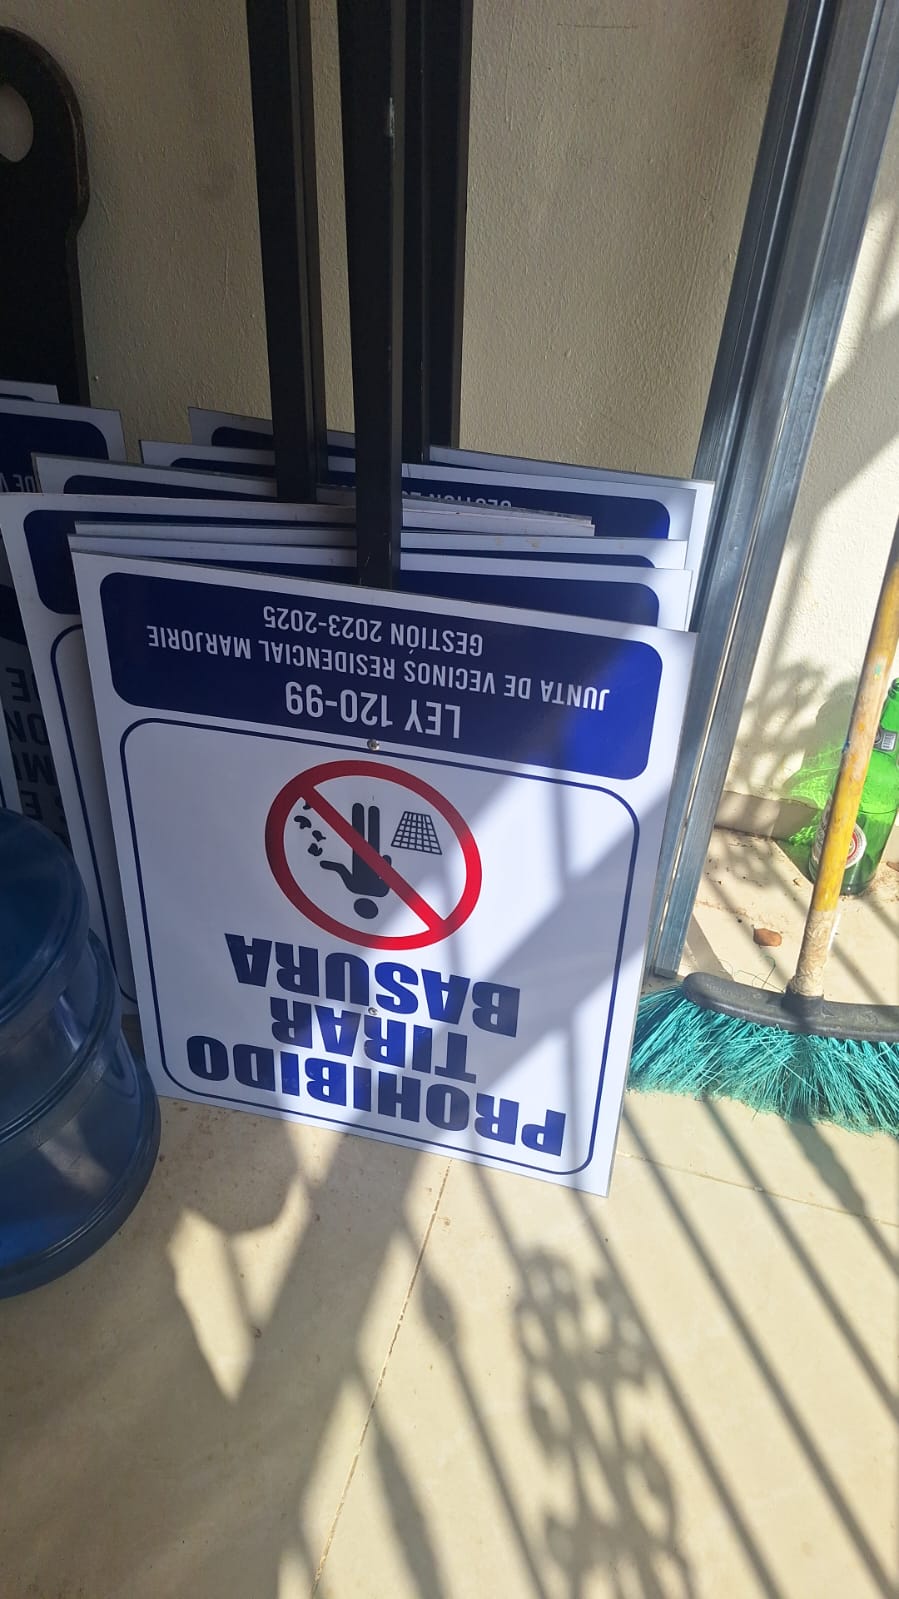 PROHIBIDO
TIRAR
BASURA
LEY 120-99
JUNTA DE VECINOS RESIDENCIAL MARJORIE
GESTIÓN 2023-2025